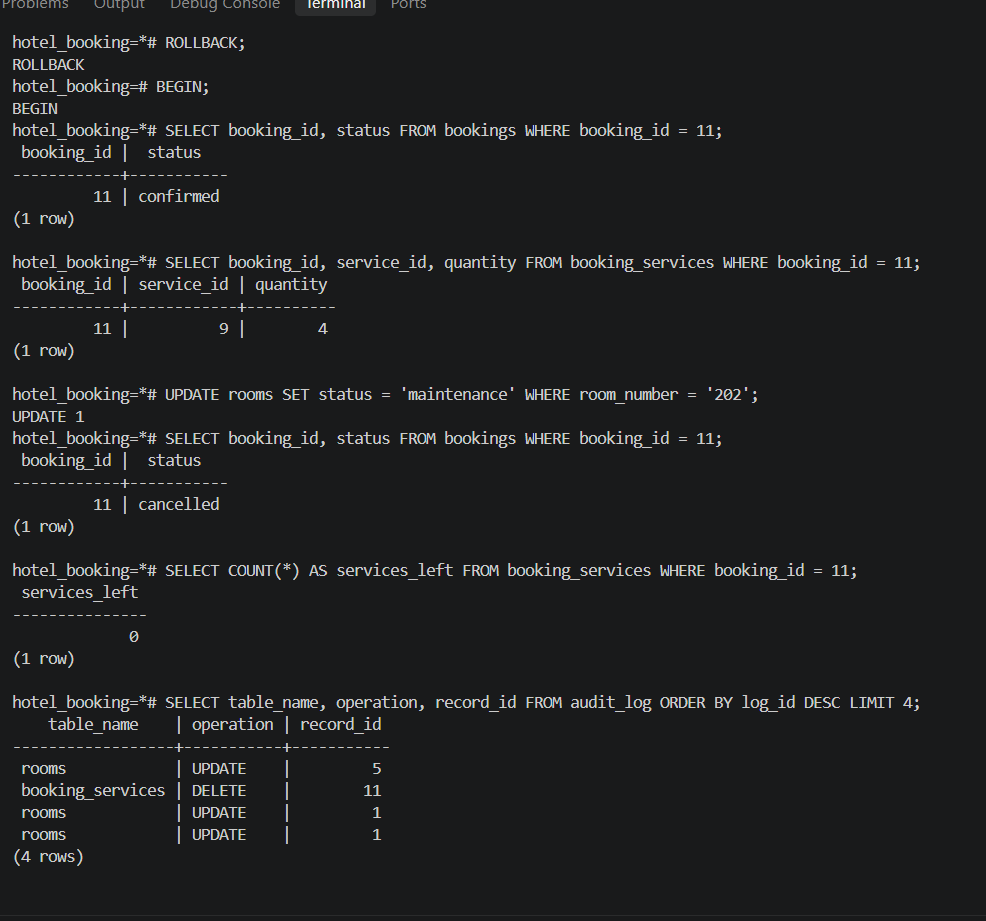 Problems Output Debug Console Terminal Ports
hotel_booking=*# ROLLBACK;
ROLLBACK
hotel_booking=# BEGIN;
BEGIN
hotel_booking=*# SELECT booking_id, status FROM bookings WHERE booking_id = 11;
 booking_id |  status
------------+-----------
         11 | confirmed
(1 row)

hotel_booking=*# SELECT booking_id, service_id, quantity FROM booking_services WHERE booking_id = 11;
 booking_id | service_id | quantity
------------+------------+----------
         11 |          9 |        4
(1 row)

hotel_booking=*# UPDATE rooms SET status = 'maintenance' WHERE room_number = '202';
UPDATE 1
hotel_booking=*# SELECT booking_id, status FROM bookings WHERE booking_id = 11;
 booking_id |  status
------------+-----------
         11 | cancelled
(1 row)

hotel_booking=*# SELECT COUNT(*) AS services_left FROM booking_services WHERE booking_id = 11;
 services_left
---------------
             0
(1 row)

hotel_booking=*# SELECT table_name, operation, record_id FROM audit_log ORDER BY log_id DESC LIMIT 4;
    table_name    | operation | record_id
------------------+-----------+-----------
 rooms            | UPDATE    |         5
 booking_services | DELETE    |        11
 rooms            | UPDATE    |         1
 rooms            | UPDATE    |         1
(4 rows)